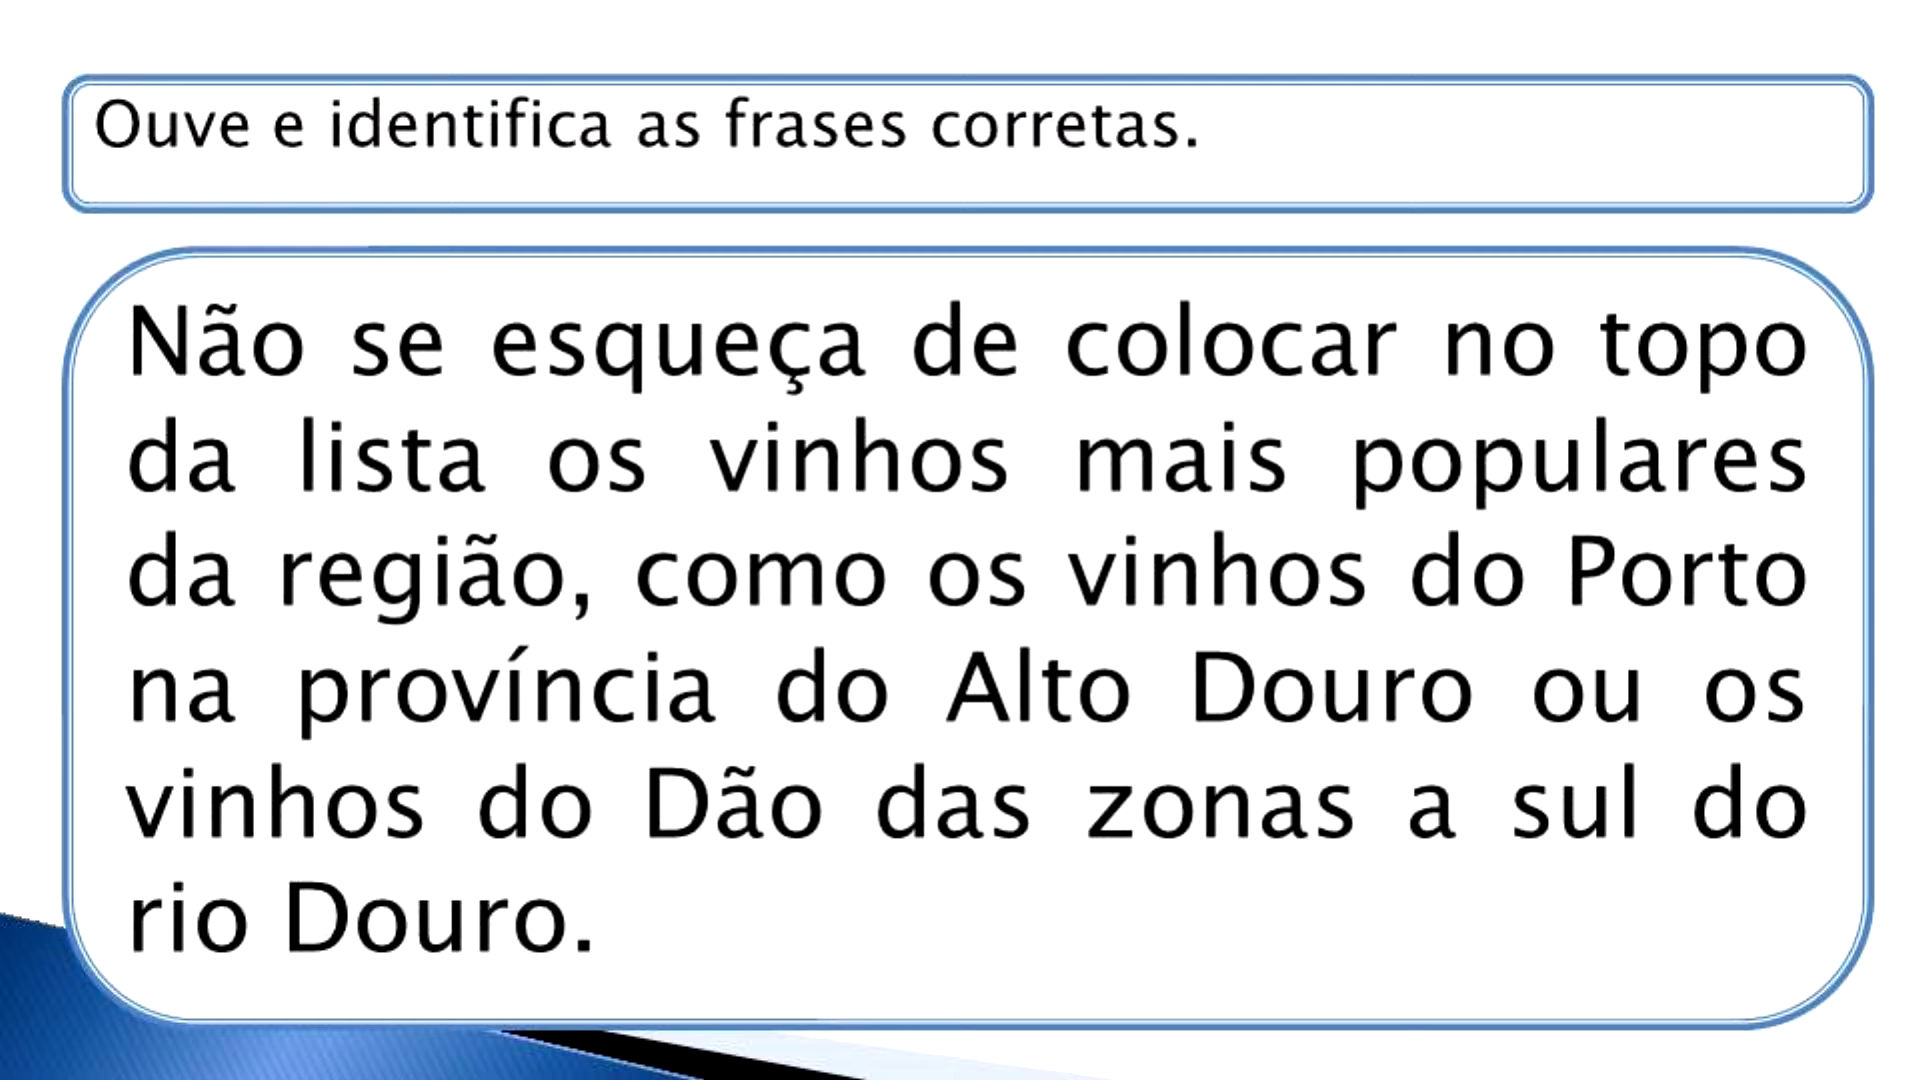 Ouve e identifica as frases corretas.
Não se esqueça de colocar no topo
da lista os vinhos mais populares
da região, como os vinhos do Porto
na província do Alto Douro ou os
vinhos do Dão das zonas a sul do
rio Douro.